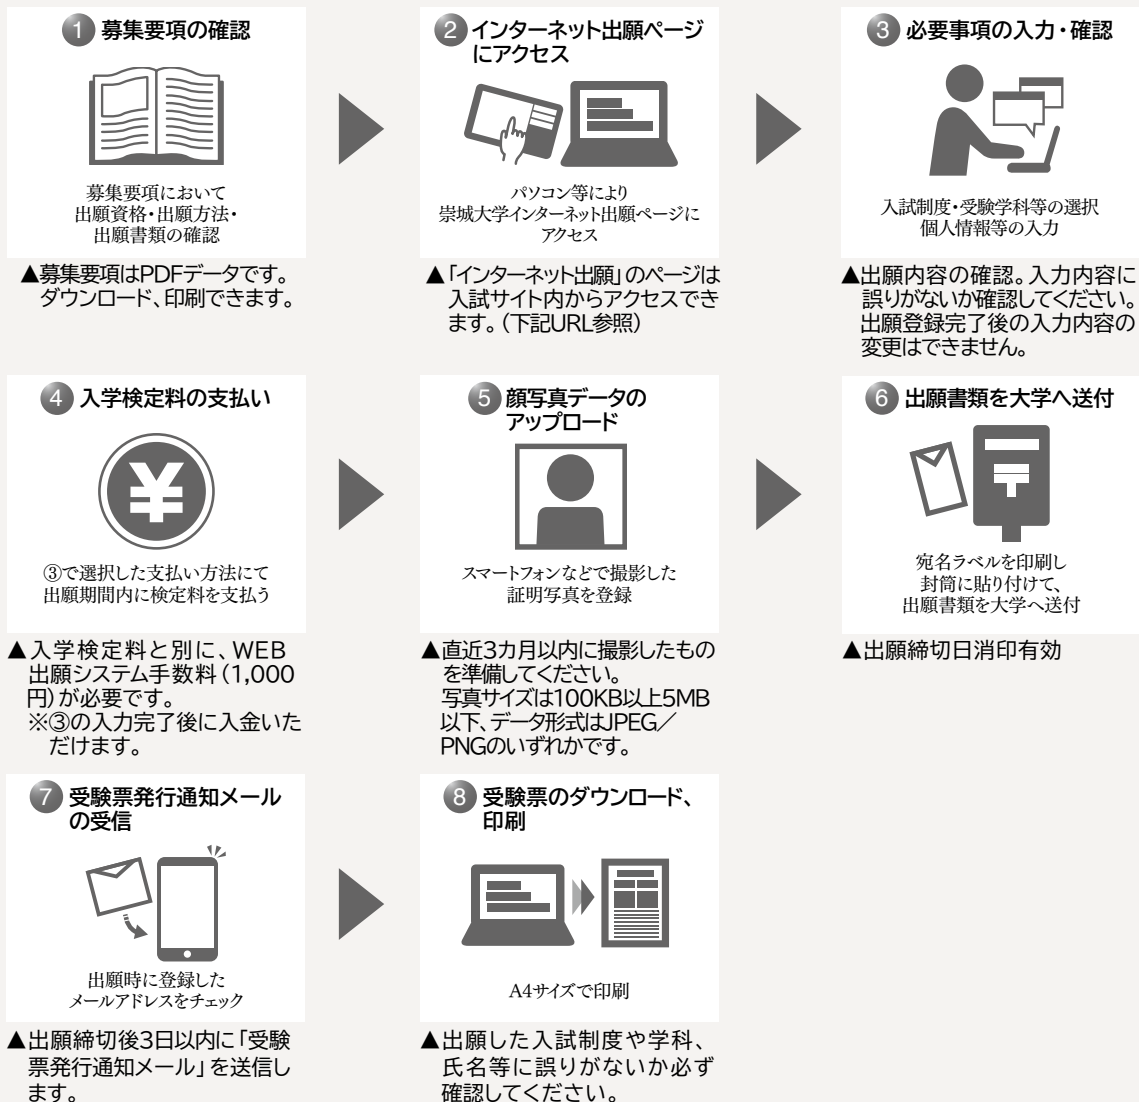 1 募集要項の確認
募集要項において
出願資格・出願方法・
出願書類の確認
▲募集要項はPDFデータです。
ダウンロード、印刷できます。
2 インターネット出願ページ
にアクセス
パソコン等により
崇城大学インターネット出願ページに
アクセス
▲「インターネット出願」のページは
入試サイト内からアクセスでき
ます。(下記URL参照)
3 必要事項の入力・確認
入試制度・受験学科等の選択
個人情報等の入力
▲出願内容の確認。入力内容に
誤りがないか確認してください。
出願登録完了後の入力内容の
変更はできません。
4 入学検定料の支払い
¥
③で選択した支払い方法にて
出願期間内に検定料を支払う
▲入学検定料と別に、WEB
出願システム手数料(1,000
円)が必要です。
※③の入力完了後に入金いた
だけます。
5 顔写真データの
アップロード
スマートフォンなどで撮影した
証明写真を登録
▲直近3カ月以内に撮影したもの
を準備してください。
写真サイズは100KB以上5MB
以下、データ形式はJPEG/
PNGのいずれかです。
6 出願書類を大学へ送付
〒
宛名ラベルを印刷し
封筒に貼り付けて、
出願書類を大学へ送付
▲出願締切日消印有効
7 受験票発行通知メール
の受信
出願時に登録した
メールアドレスをチェック
▲出願締切後3日以内に「受験
票発行通知メール」を送信し
ます。
8 受験票のダウンロード、
印刷
A4サイズで印刷
▲出願した入試制度や学科、
氏名等に誤りがないか必ず
確認してください。